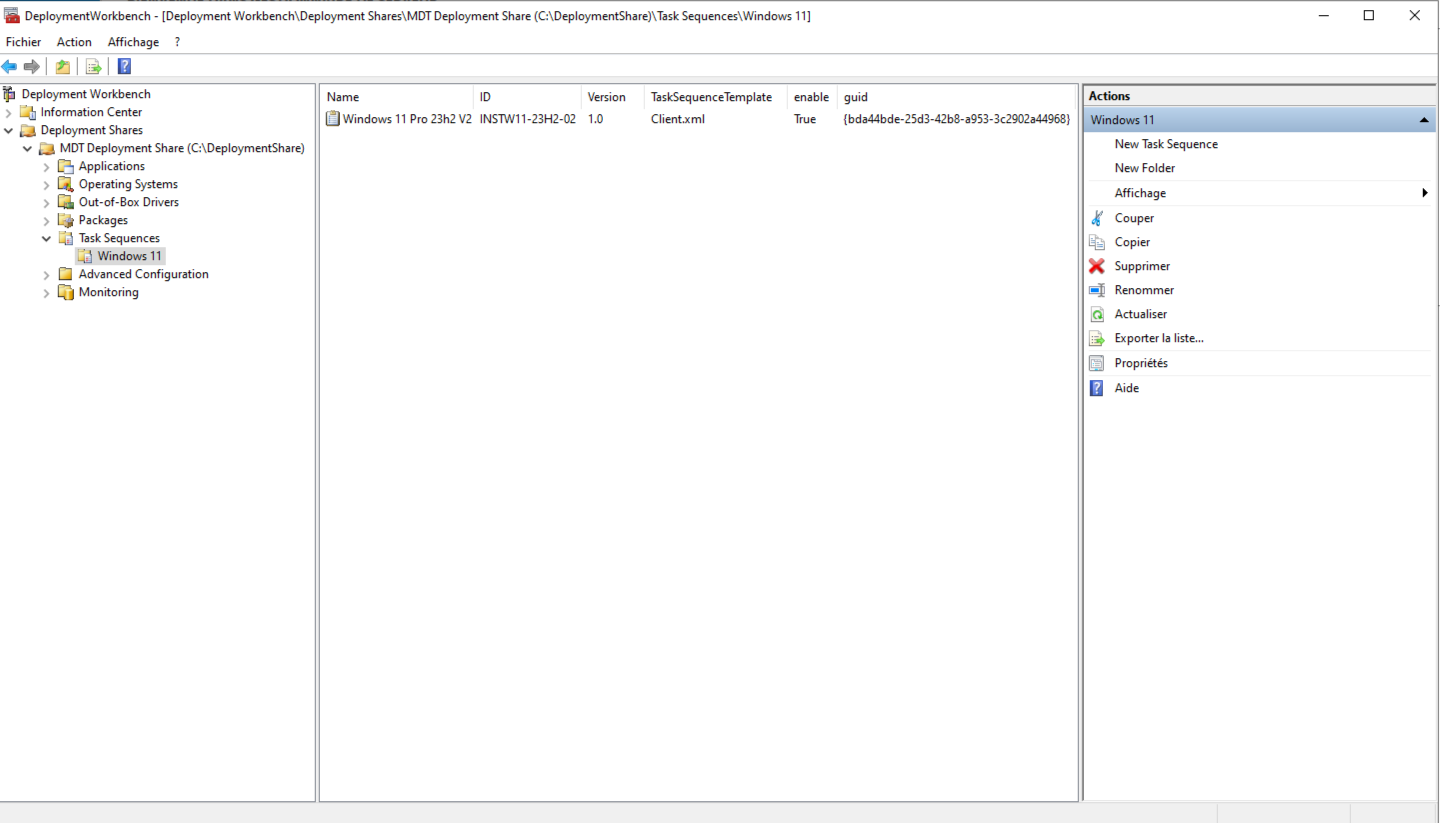 DeploymentWorkbench - [Deployment Workbench\Deployment Shares\MDT Deployment Share (C:\DeploymentShare)\Task Sequences\Windows 11]
Fichier Action Affichage ?
Deployment Workbench
Information Center
Deployment Shares
MDT Deployment Share (C:\DeploymentShare)
Applications
Operating Systems
Out-of-Box Drivers
Packages
Task Sequences
Windows 11
Advanced Configuration
Monitoring
Name ID Version TaskSequenceTemplate enable guid
Windows 11 Pro 23h2 V2 INSTW11-23H2-02 1.0 Client.xml True {bda44bde-25d3-42b8-a953-3c2902a44968}
Actions
Windows 11
New Task Sequence
New Folder
Affichage
Couper
Copier
Supprimer
Renommer
Actualiser
Exporter la liste...
Propriétés
Aide